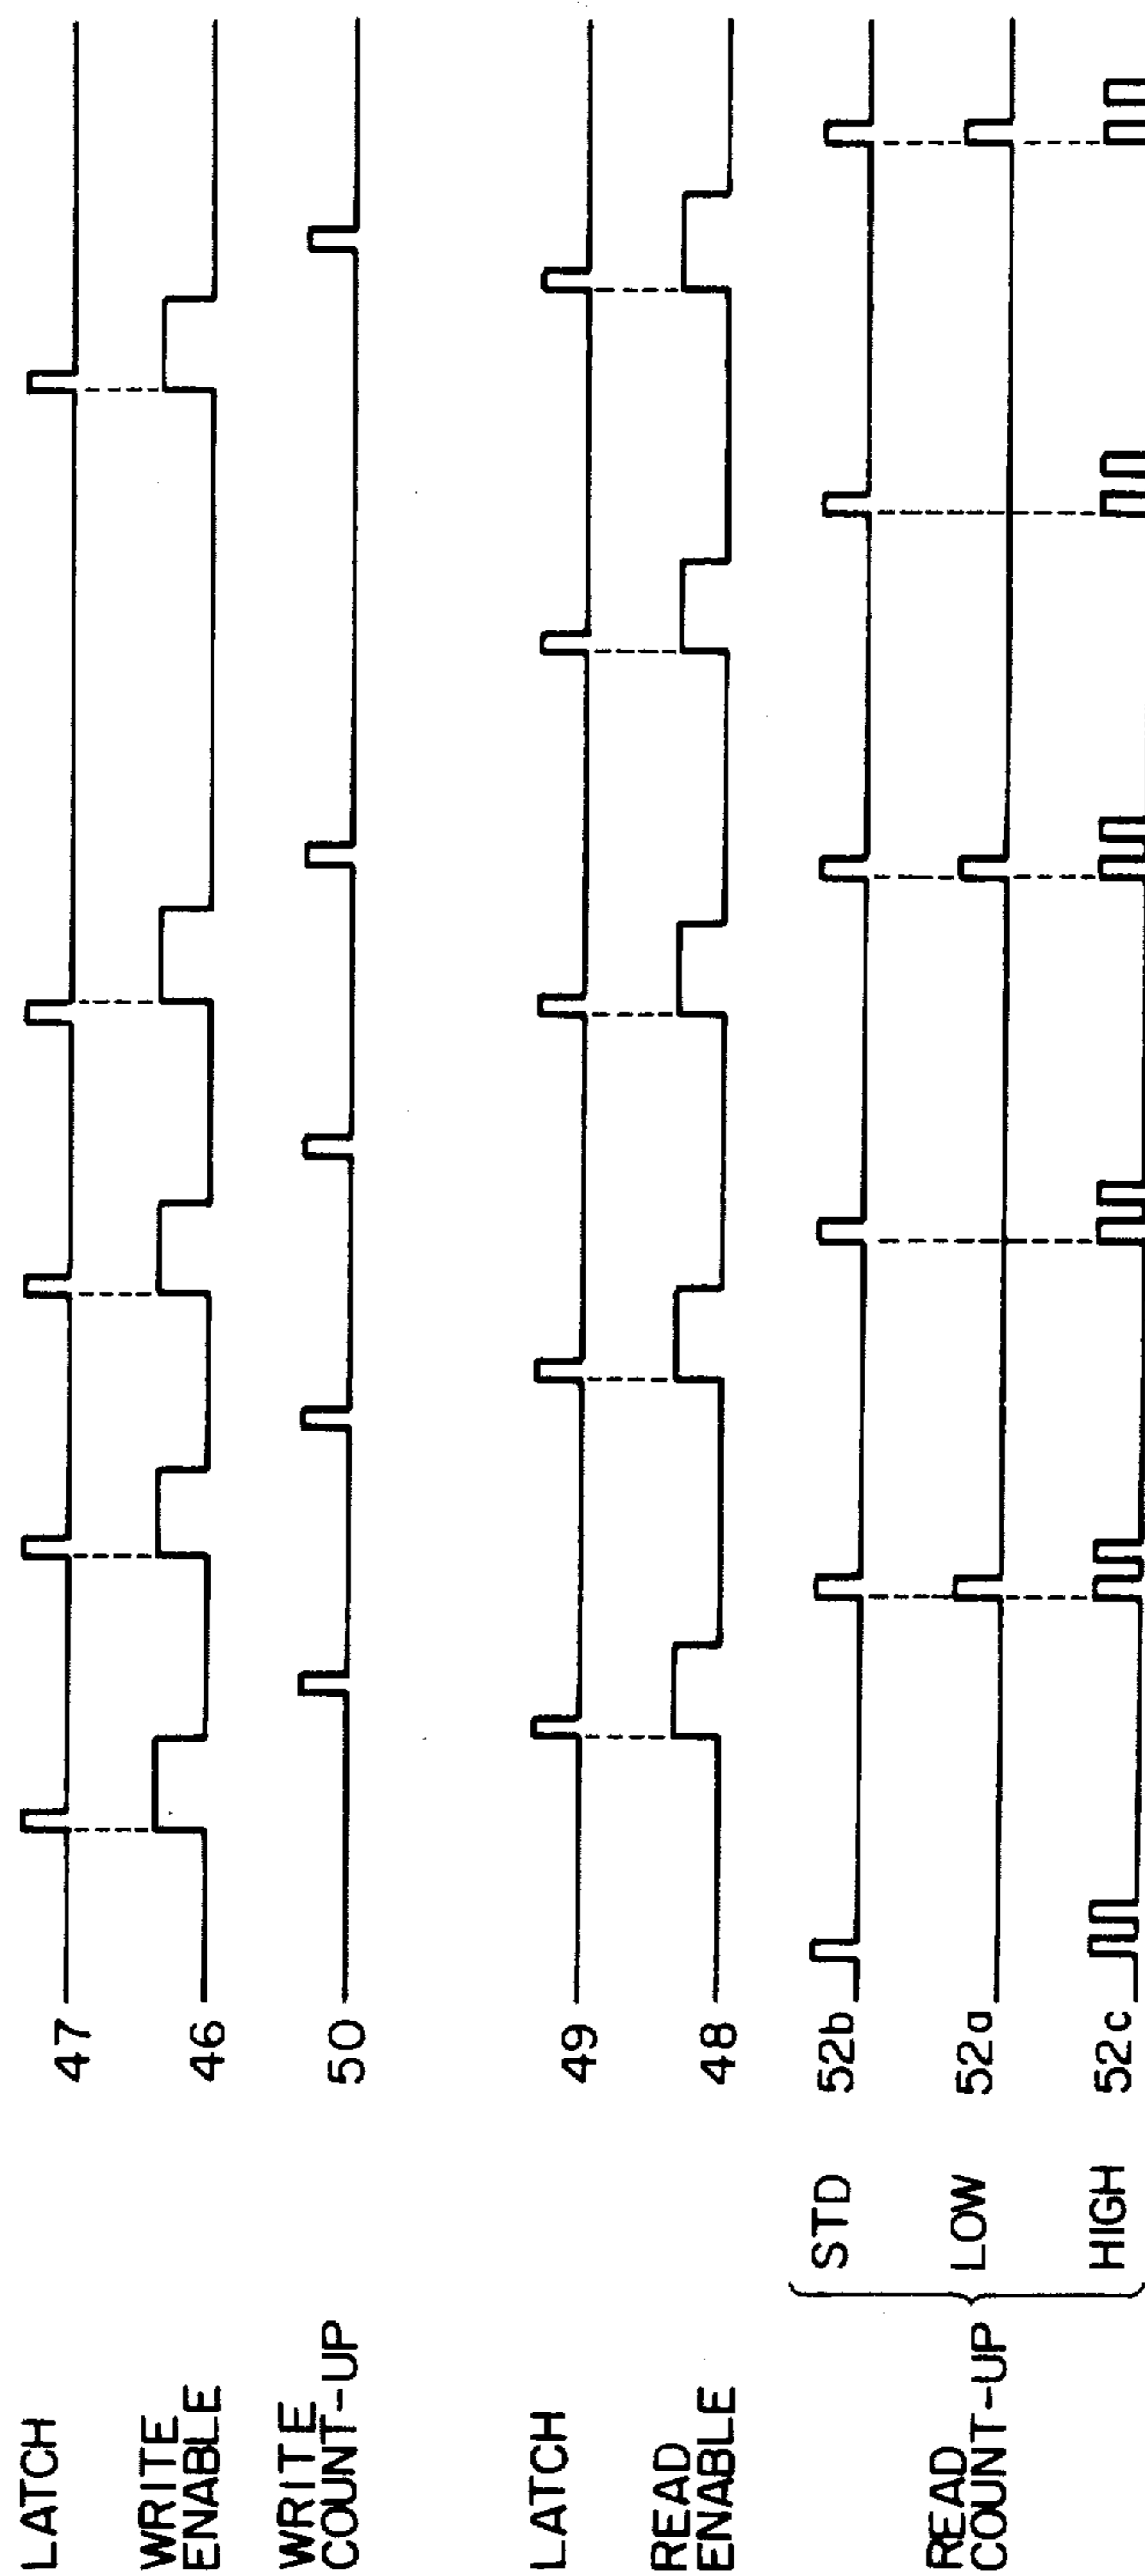 LATCH 47
WRITE
ENABLE 46
WRITE
COUNT-UP 50
LATCH 49
READ
ENABLE 48
READ
COUNT-UP
STD 52b
LOW 52a
HIGH 52c